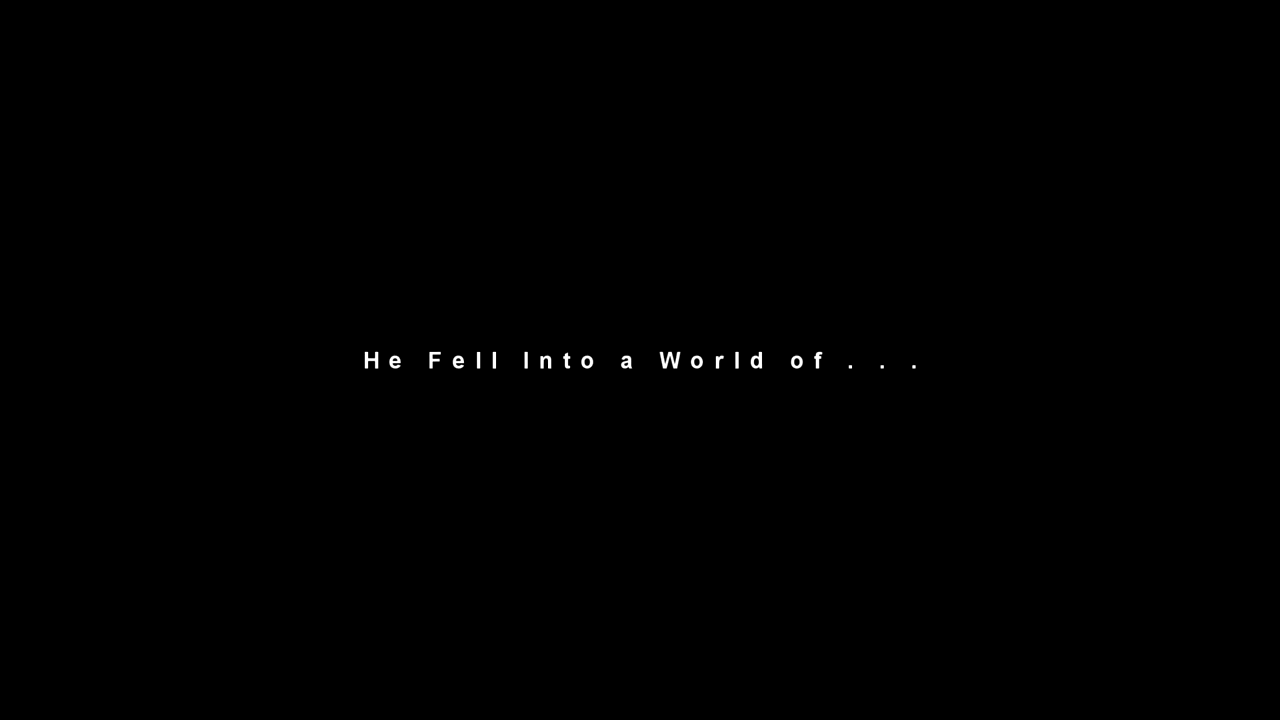 He Fell Into a World of . . .